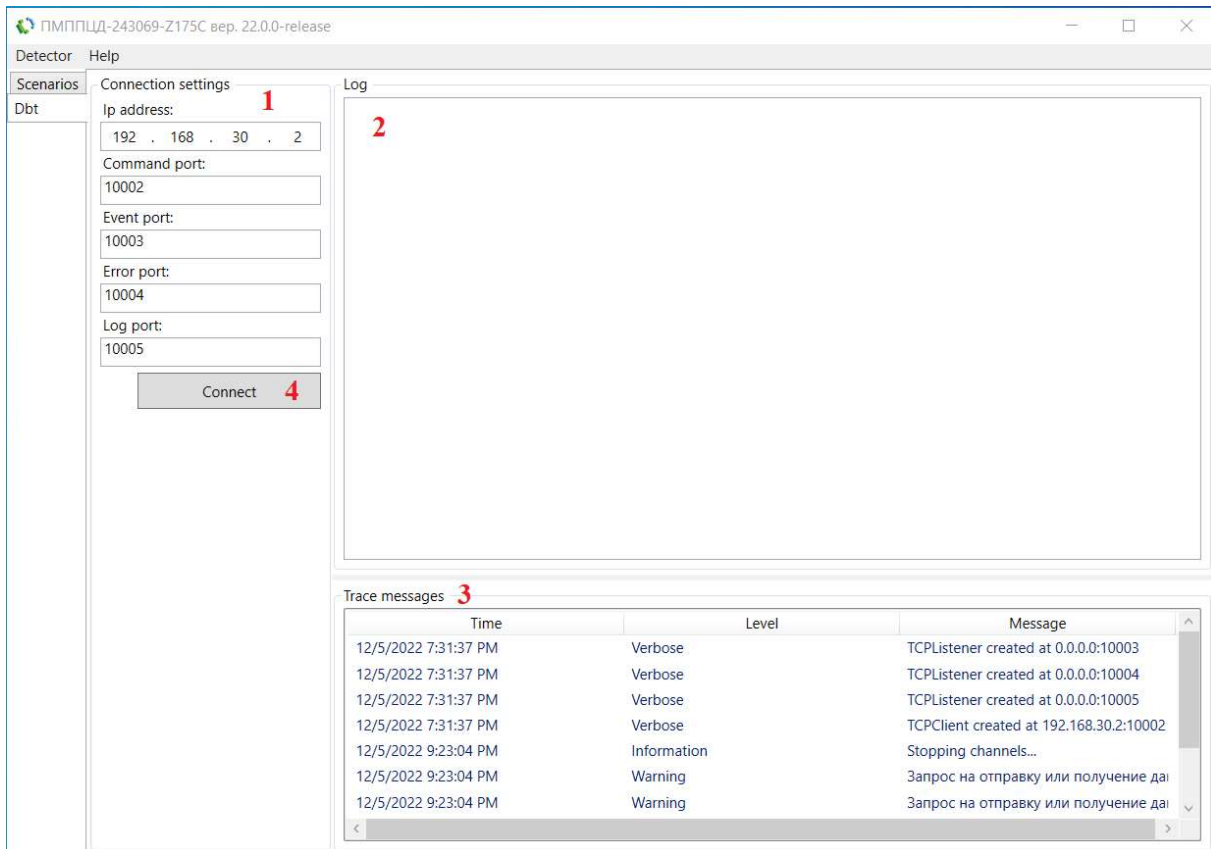 ПМППЦД-243069-Z175C вер. 22.0.0-release
Detector Help
Scenarios
Dbt
Connection settings 1
Ip address:
192 . 168 . 30 . 2
Command port:
10002
Event port:
10003
Error port:
10004
Log port:
10005
Connect 4
Log
2
Trace messages 3
Time Level Message
12/5/2022 7:31:37 PM Verbose TCPListener created at 0.0.0.0:10003
12/5/2022 7:31:37 PM Verbose TCPListener created at 0.0.0.0:10004
12/5/2022 7:31:37 PM Verbose TCPListener created at 0.0.0.0:10005
12/5/2022 7:31:37 PM Verbose TCPClient created at 192.168.30.2:10002
12/5/2022 9:23:04 PM Information Stopping channels...
12/5/2022 9:23:04 PM Warning Запрос на отправку или получение
12/5/2022 9:23:04 PM Warning Запрос на отправку или получение